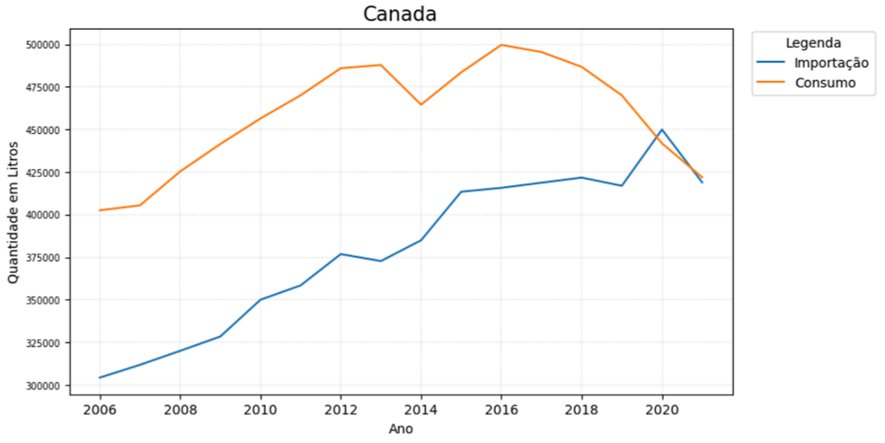 Canada
Legenda
Importação
Consumo
Quantidade em Litros
500000
475000
450000
425000
400000
375000
350000
325000
300000
2006 2008 2010 2012 2014 2016 2018 2020
Ano